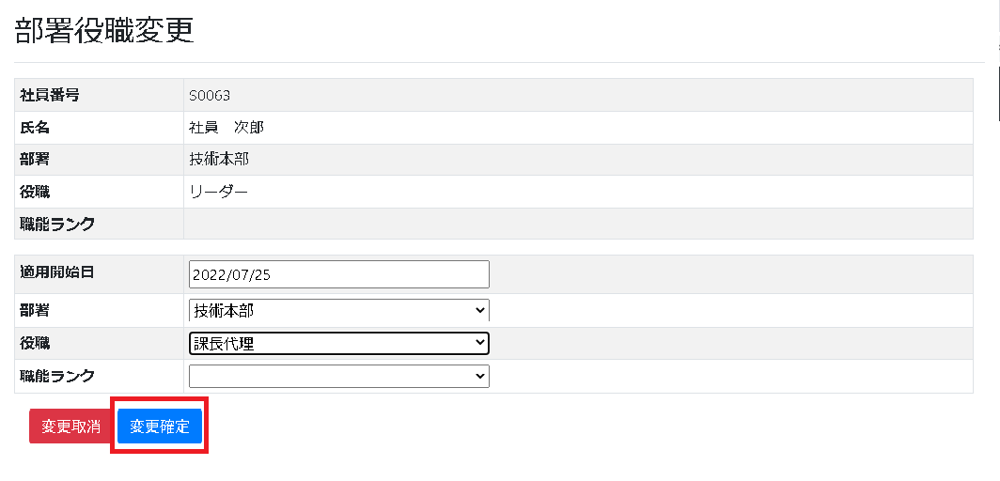 部署役職変更
社員番号 S0063
氏名 社員　次郎
部署 技術本部
役職 リーダー
職能ランク
適用開始日 2022/07/25
部署 技術本部
役職 課長代理
職能ランク
変更取消 変更確定